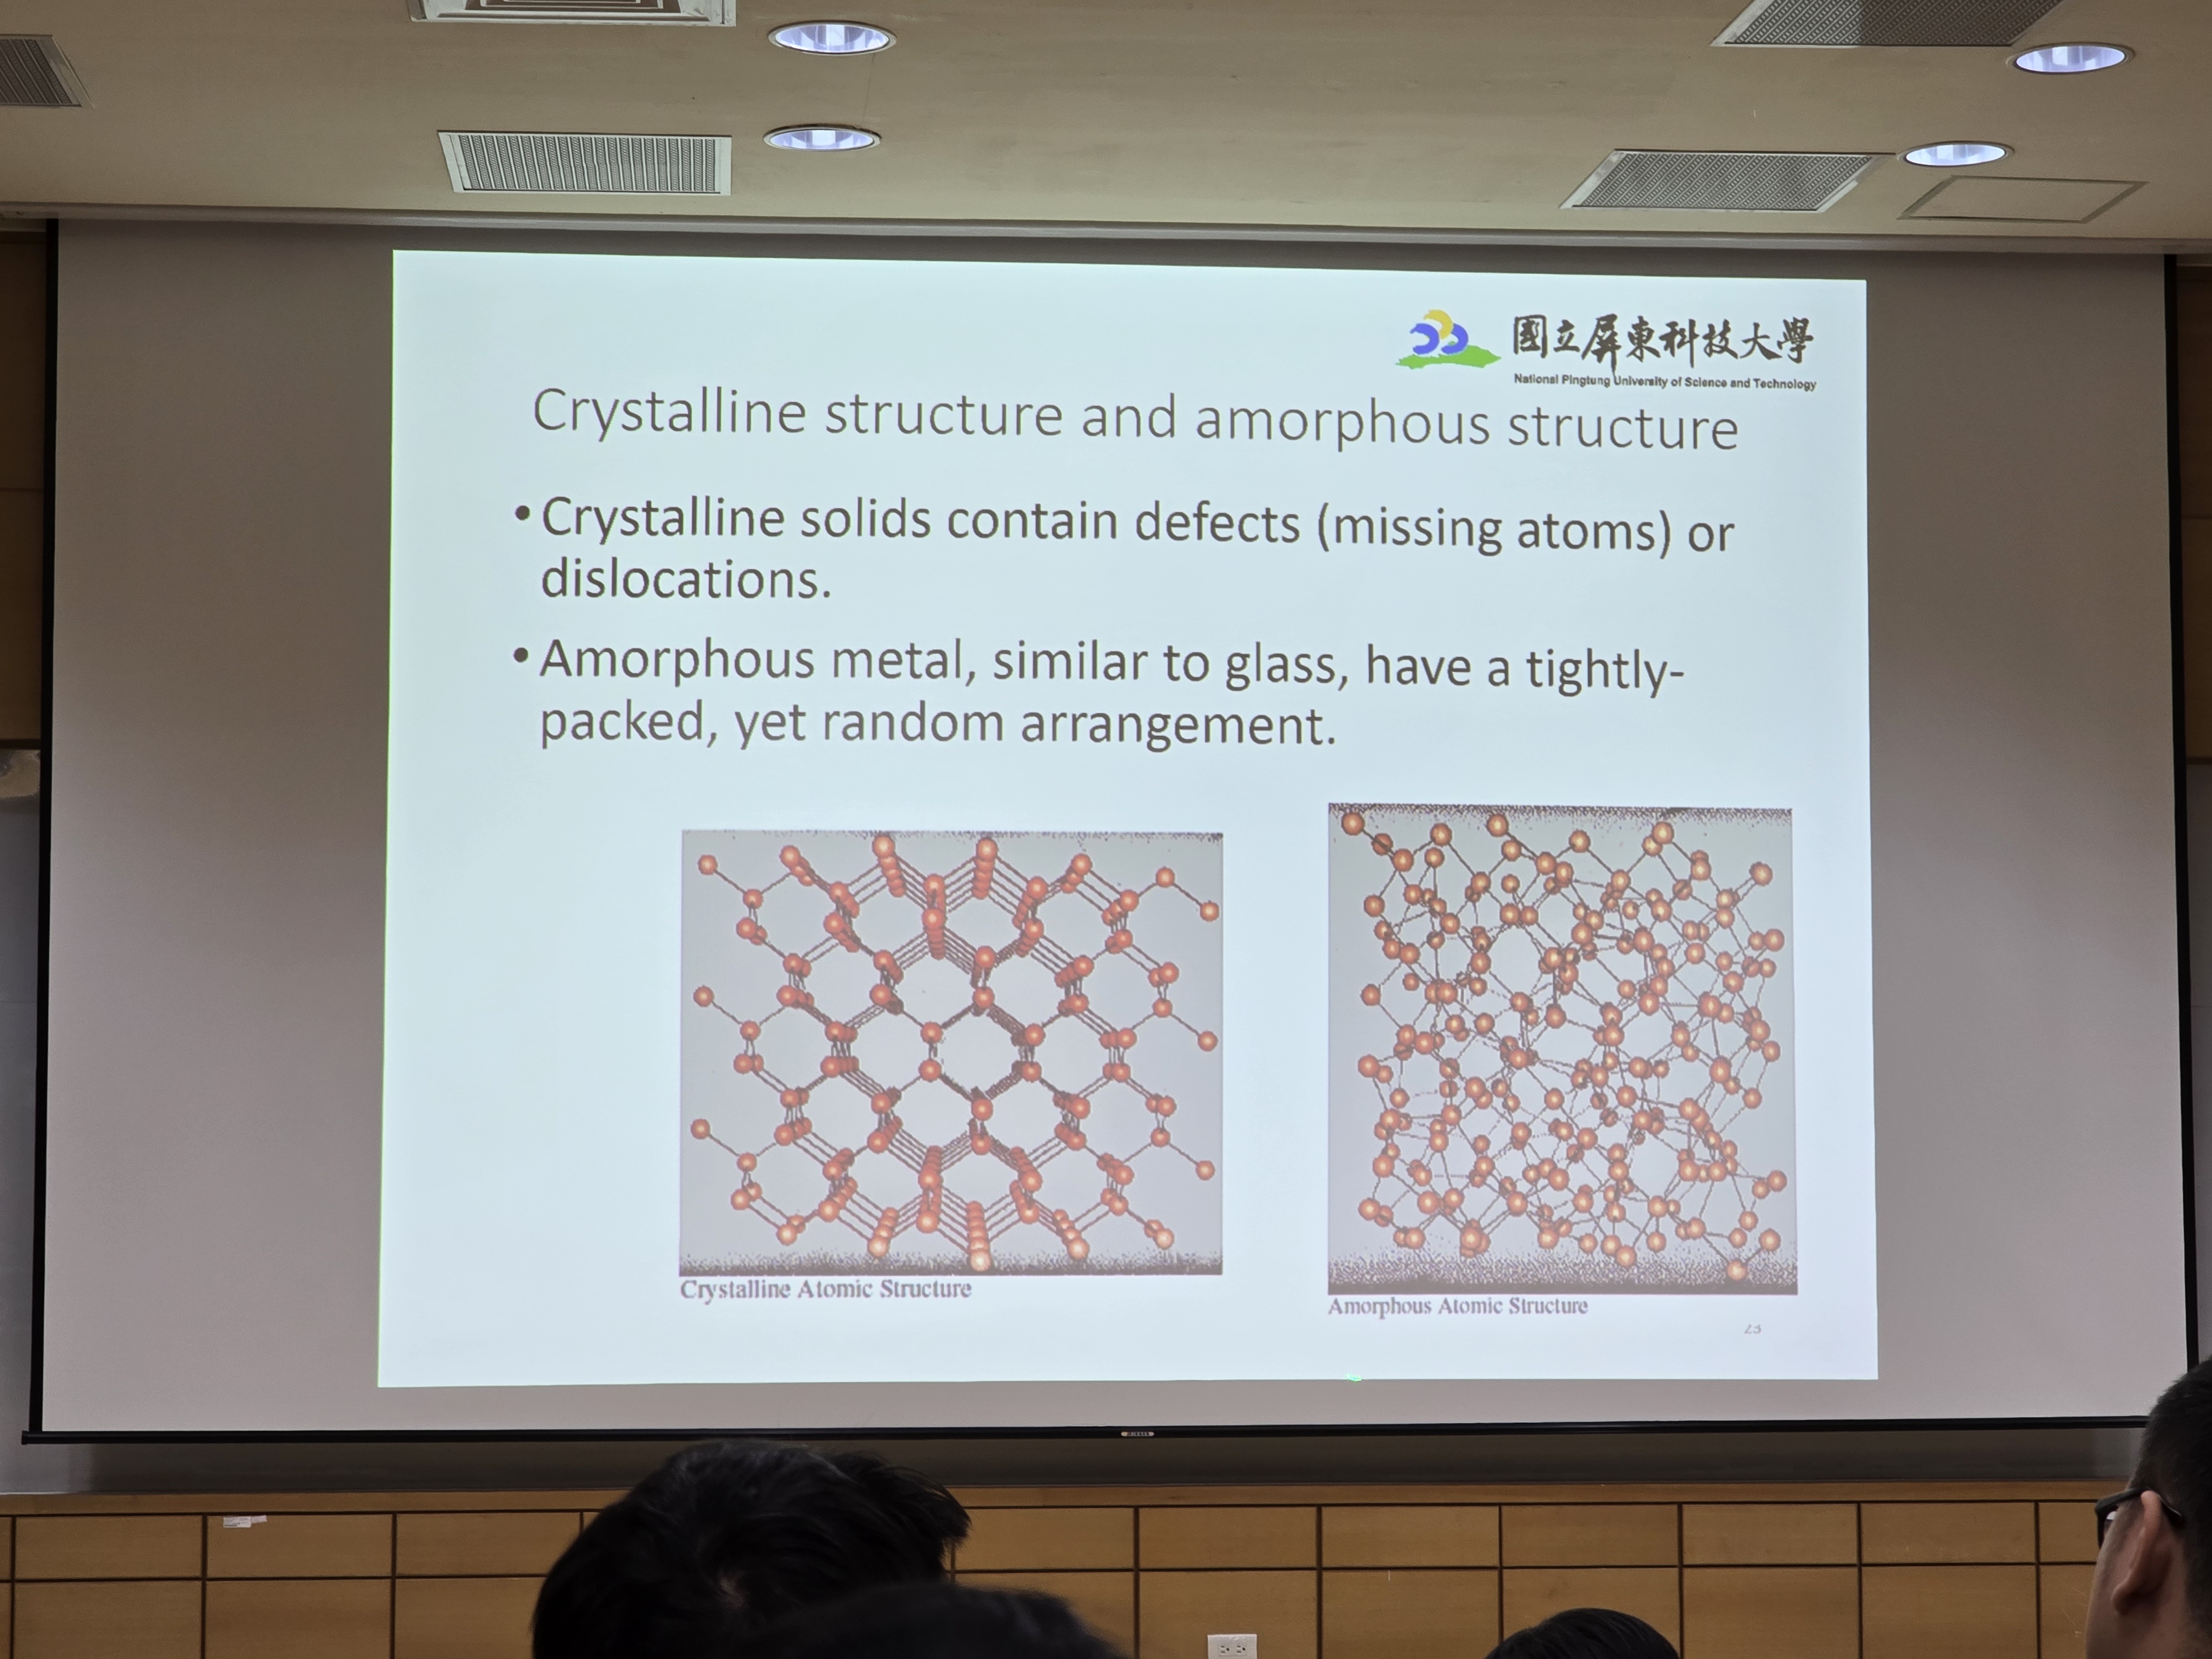 國立屏東科技大學
National Pingtung University of Science and Technology
Crystalline structure and amorphous structure
• Crystalline solids contain defects (missing atoms) or
dislocations.
• Amorphous metal, similar to glass, have a tightly-
packed, yet random arrangement.
Crystalline Atomic Structure
Amorphous Atomic Structure
23